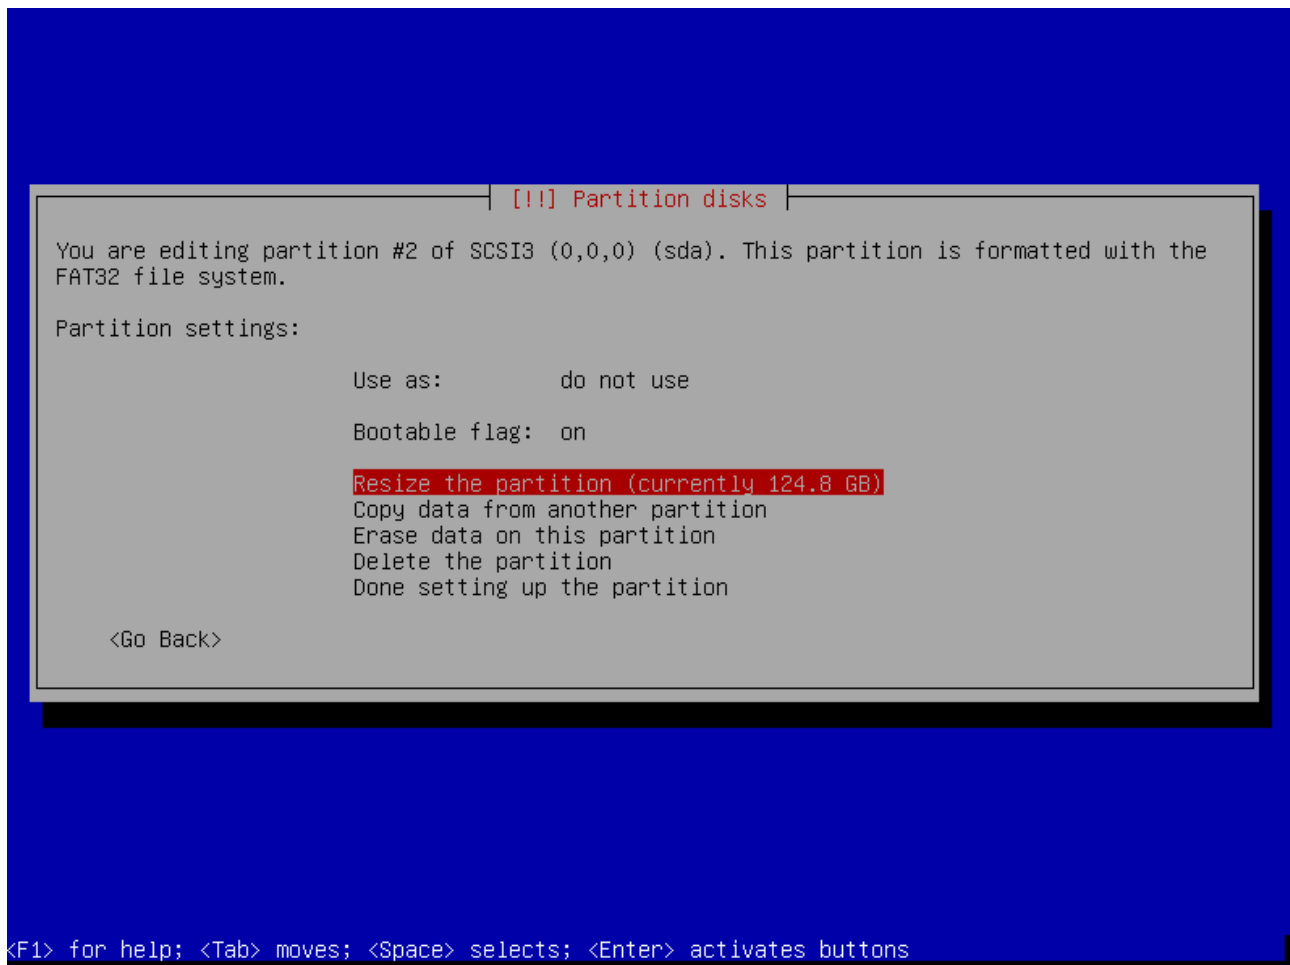 [!!] Partition disks
You are editing partition #2 of SCSI3 (0,0,0) (sda). This partition is formatted with the
FAT32 file system.
Partition settings:
Use as: do not use
Bootable flag: on
Resize the partition (currently 124.8 GB)
Copy data from another partition
Erase data on this partition
Delete the partition
Done setting up the partition
<Go Back>
<F1> for help; <Tab> moves; <Space> selects; <Enter> activates buttons